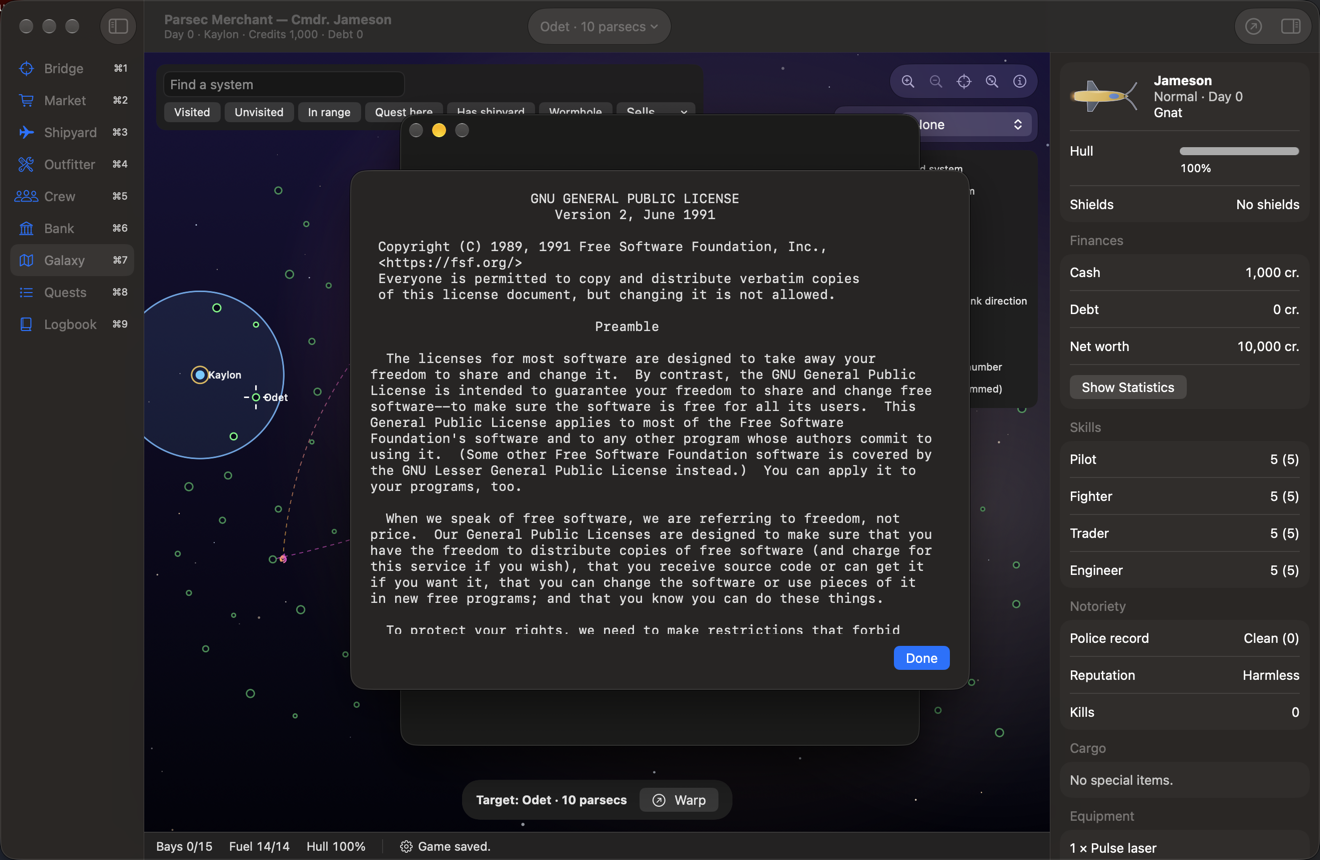 Parsec Merchant — Cmdr. Jameson
Day 0 · Kaylon · Credits 1,000 · Debt 0
Odet · 10 parsecs
Bridge ⌘1
Market ⌘2
Shipyard ⌘3
Outfitter ⌘4
Crew ⌘5
Bank ⌘6
Galaxy ⌘7
Quests ⌘8
Logbook ⌘9
Find a system
Visited Unvisited In range Quest here Has shipyard Wormhole Sells
Kaylon
Odet
GNU GENERAL PUBLIC LICENSE
Version 2, June 1991
Copyright (C) 1989, 1991 Free Software Foundation, Inc.,
<https://fsf.org/>
Everyone is permitted to copy and distribute verbatim copies
of this license document, but changing it is not allowed.
Preamble
The licenses for most software are designed to take away your
freedom to share and change it. By contrast, the GNU General Public
License is intended to guarantee your freedom to share and change free
software--to make sure the software is free for all its users. This
General Public License applies to most of the Free Software
Foundation's software and to any other program whose authors commit to
using it. (Some other Free Software Foundation software is covered by
the GNU Lesser General Public License instead.) You can apply it to
your programs, too.
When we speak of free software, we are referring to freedom, not
price. Our General Public Licenses are designed to make sure that you
have the freedom to distribute copies of free software (and charge for
this service if you wish), that you receive source code or can get it
if you want it, that you can change the software or use pieces of it
in new free programs; and that you know you can do these things.
To protect your rights, we need to make restrictions that forbid
Done
system
nk direction
umber
mmed)
Target: Odet · 10 parsecs Warp
Bays 0/15 Fuel 14/14 Hull 100% Game saved.
Jameson
Normal · Day 0
Gnat
Hull
100%
Shields No shields
Finances
Cash 1,000 cr.
Debt 0 cr.
Net worth 10,000 cr.
Show Statistics
Skills
Pilot 5 (5)
Fighter 5 (5)
Trader 5 (5)
Engineer 5 (5)
Notoriety
Police record Clean (0)
Reputation Harmless
Kills 0
Cargo
No special items.
Equipment
1 × Pulse laser